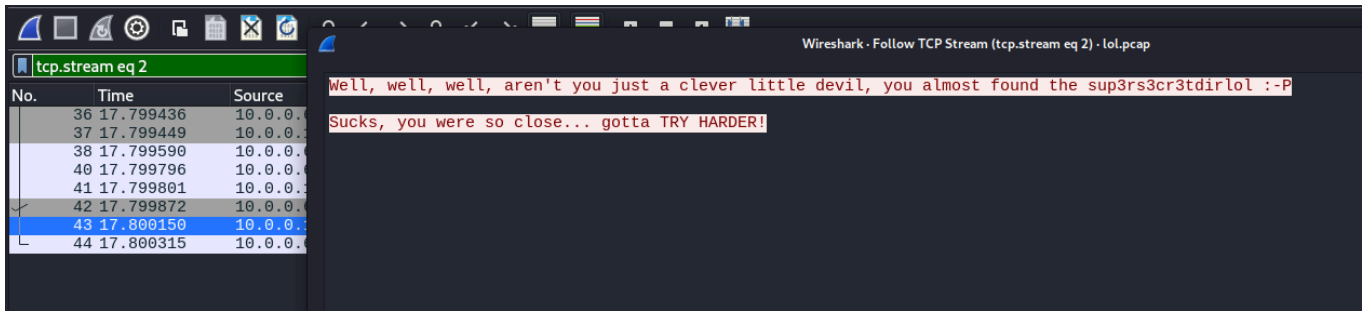 Wireshark · Follow TCP Stream (tcp.stream eq 2) · lol.pcap
tcp.stream eq 2
No. Time Source
36 17.799436 10.0.0.
37 17.799449 10.0.0.
38 17.799590 10.0.0.
40 17.799796 10.0.0.
41 17.799801 10.0.0.
42 17.799872 10.0.0.
43 17.800150 10.0.0.
44 17.800315 10.0.0.
Well, well, well, aren't you just a clever little devil, you almost found the sup3rs3cr3tdirlol :-P
Sucks, you were so close... gotta TRY HARDER!